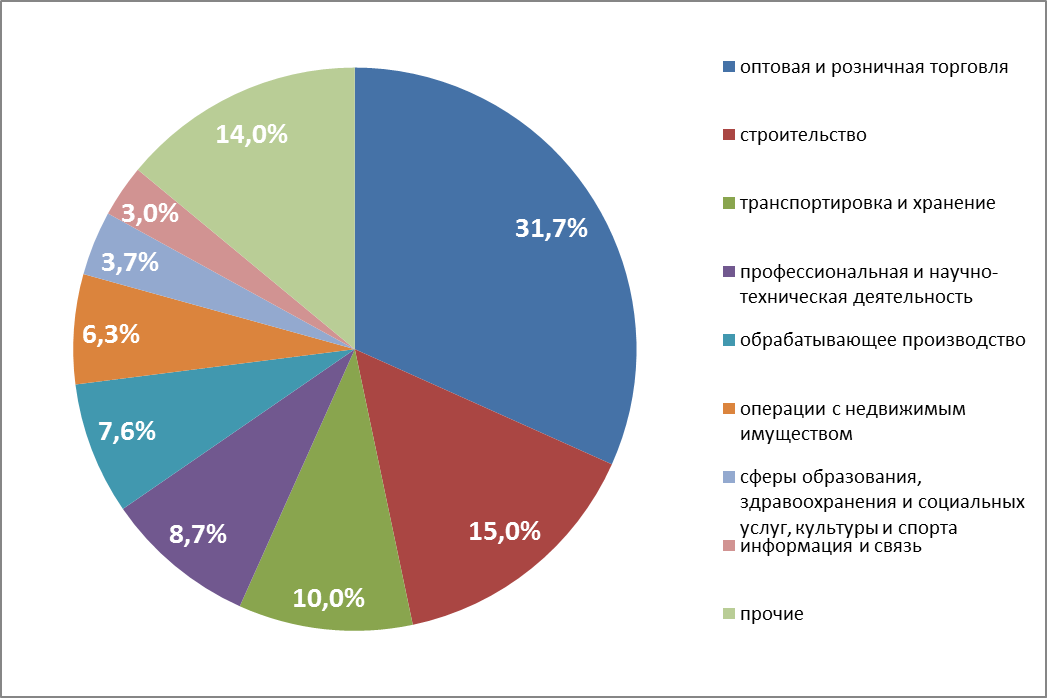 14,0%
31,7%
3,0%
3,7%
6,3%
7,6%
8,7%
10,0%
15,0%
оптовая и розничная торговля
строительство
транспортировка и хранение
профессиональная и научно-
техническая деятельность
обрабатывающее производство
операции с недвижимым
имуществом
сферы образования,
здравоохранения и социальных
услуг, культуры и спорта
информация и связь
прочие